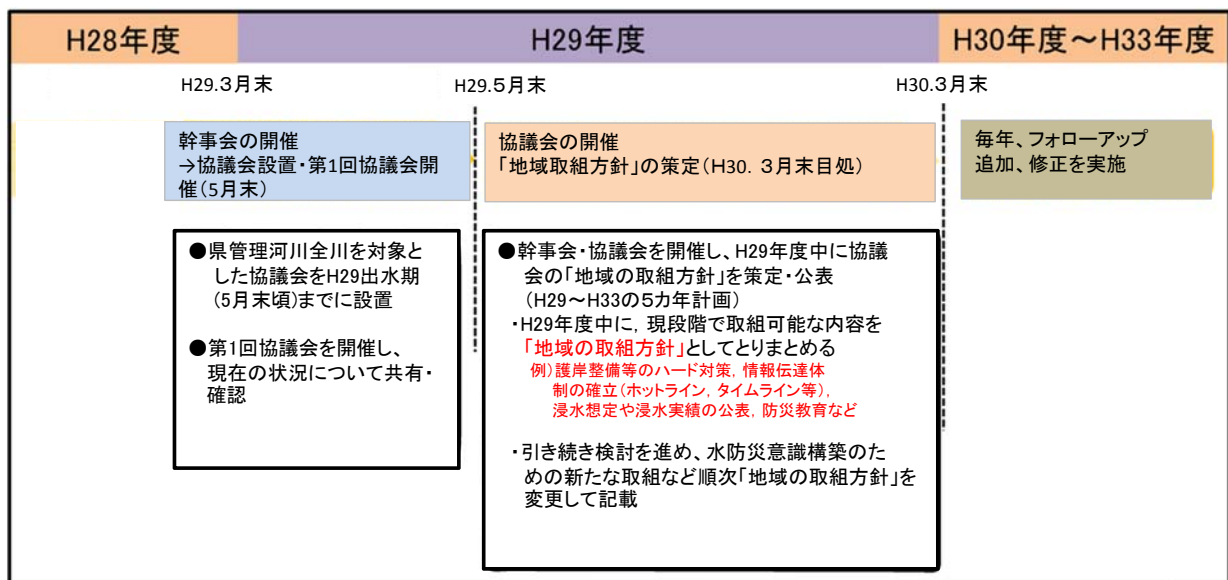 H28年度
H29年度
H30年度～H33年度
H29.3月末
H29.5月末
H30.3月末
幹事会の開催
→協議会設置・第1回協議会開
催（5月末）
協議会の開催
「地域取組方針」の策定（H30．３月末目処）
毎年、フォローアップ
追加、修正を実施
●県管理河川全川を対象と
した協議会をH29出水期
（5月末頃）までに設置
●第1回協議会を開催し、
現在の状況について共有・
確認
●幹事会・協議会を開催し、H29年度中に協議
会の「地域の取組方針」を策定・公表
（H29～H33の５カ年計画）
・H29年度中に，現段階で取組可能な内容を
「地域の取組方針」としてとりまとめる
例）護岸整備等のハード対策，情報伝達体
制の確立（ホットライン，タイムライン等），
浸水想定や浸水実績の公表，防災教育など
・引き続き検討を進め、水防災意識構築のた
めの新たな取組など順次「地域の取組方針」を
変更して記載